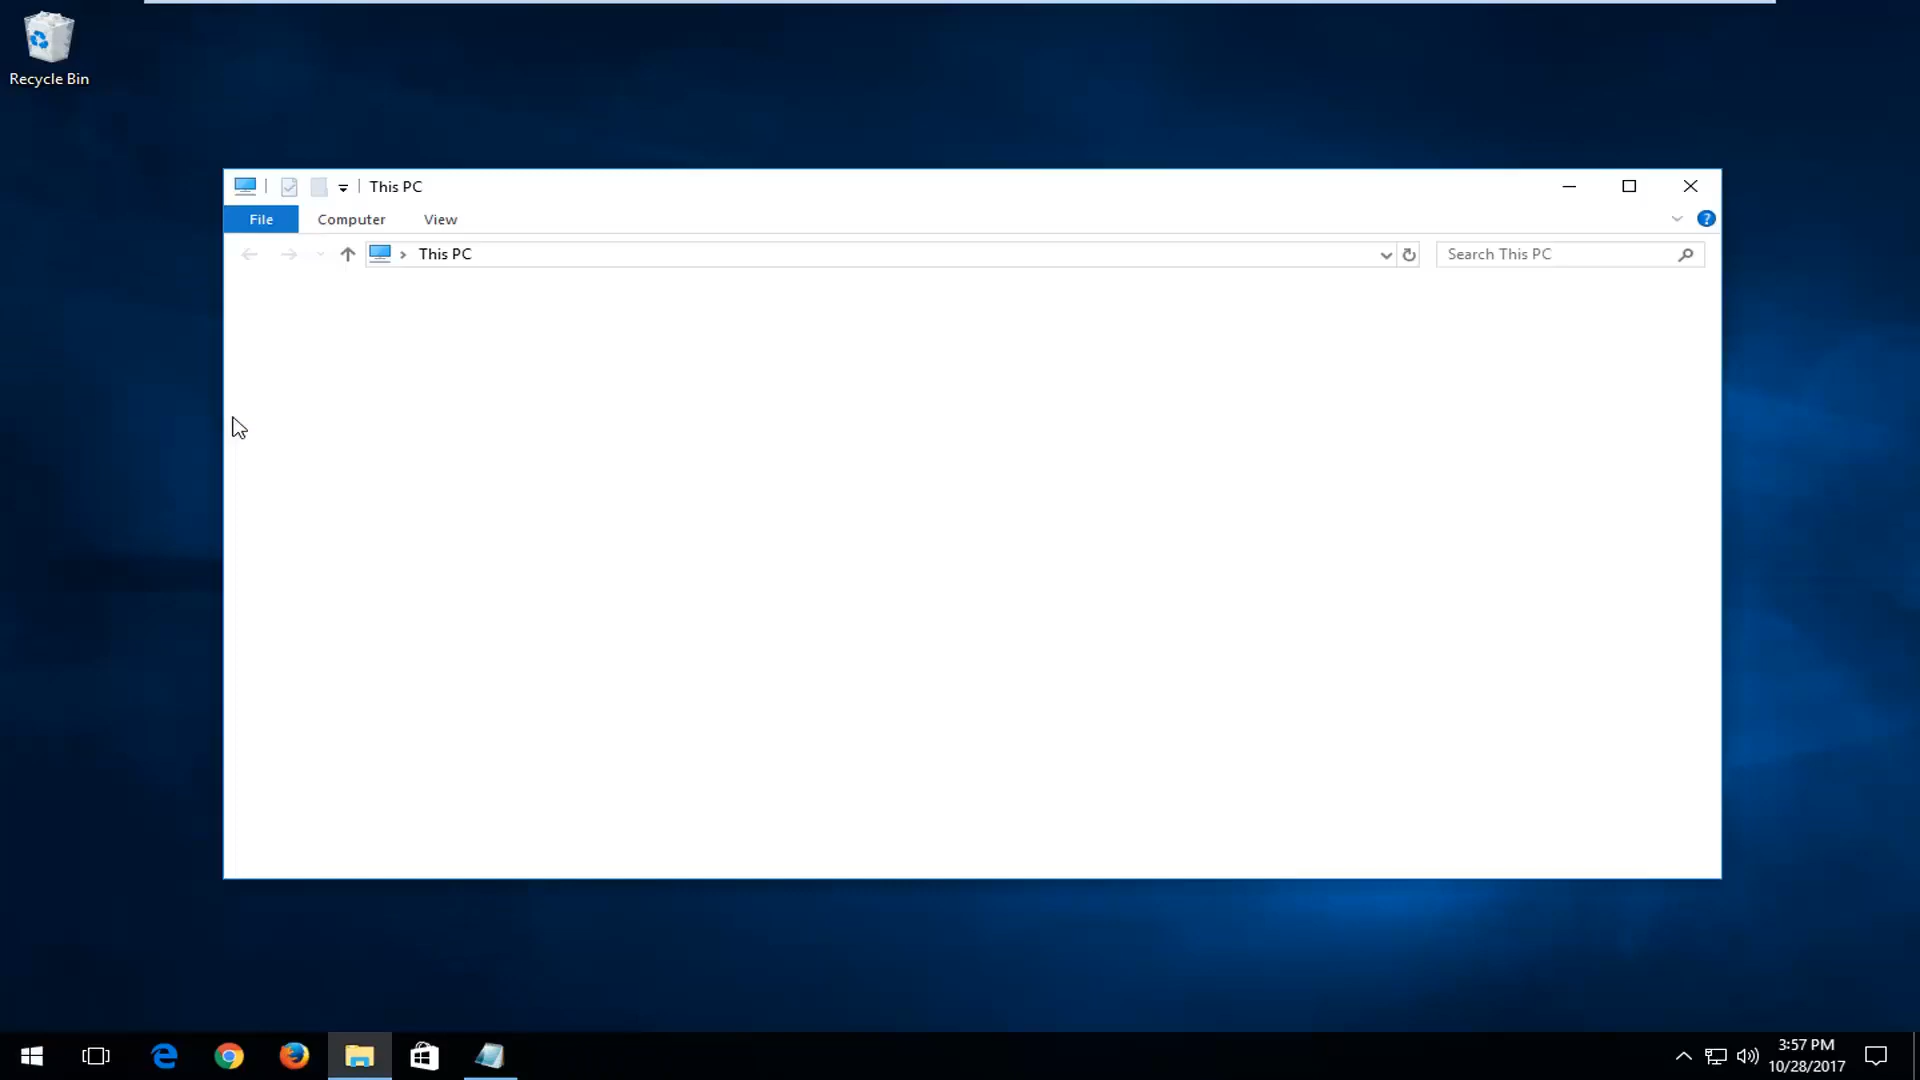 Recycle Bin
This PC
File Computer View
This PC
Search This PC
3:57 PM
10/28/2017